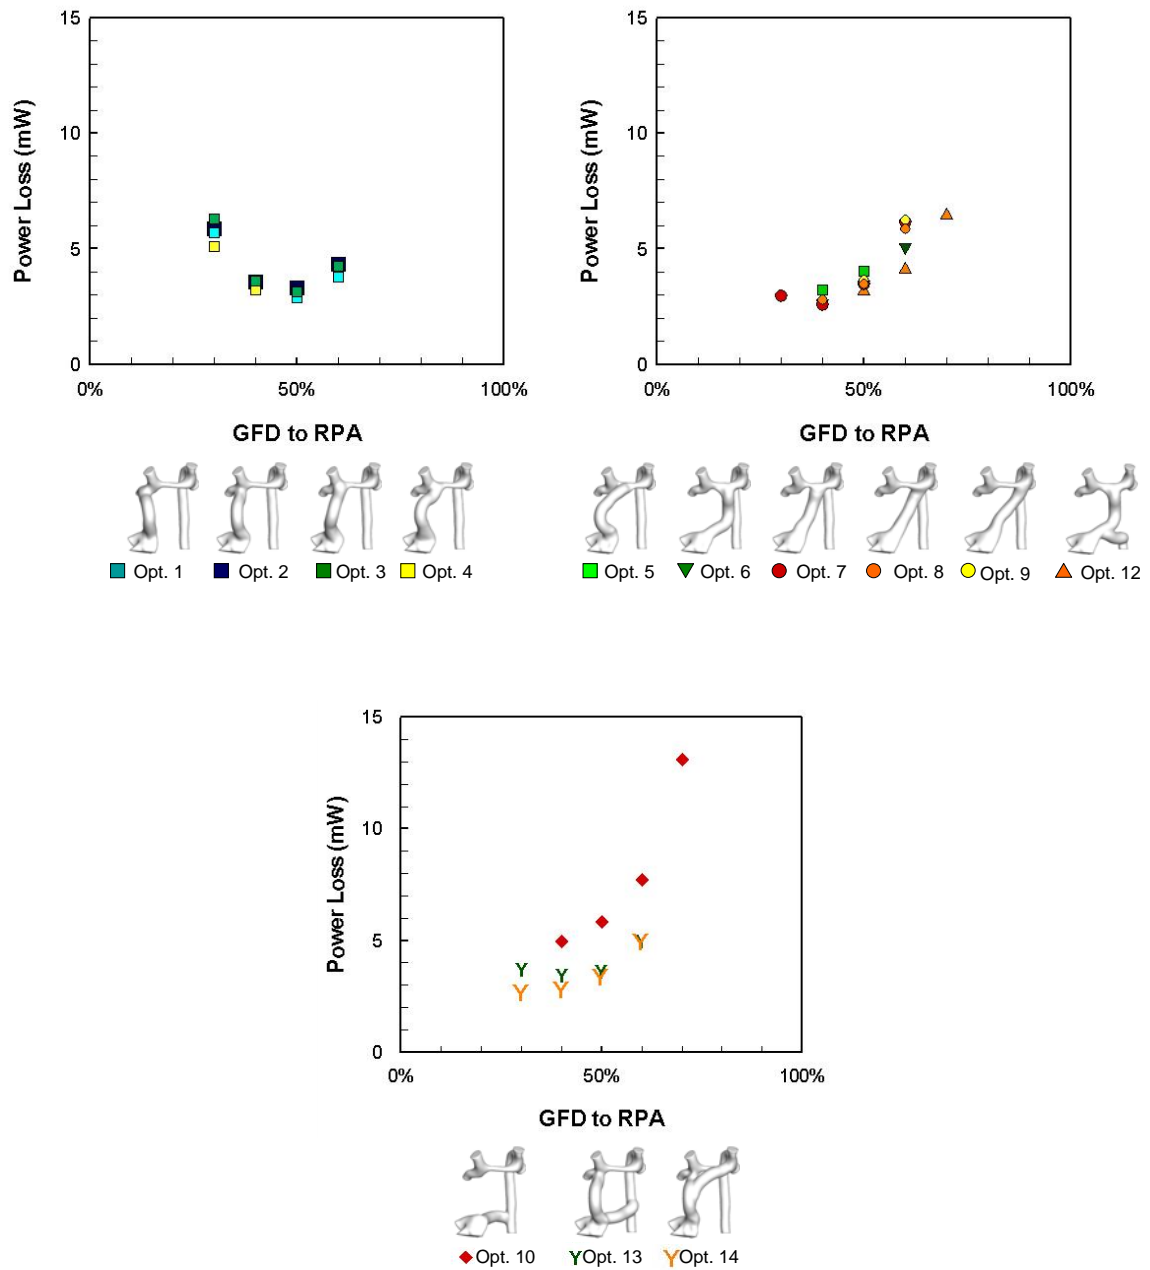 15
10
5
0
Power Loss (mW)
0% 50% 100%
GFD to RPA
Opt. 1 Opt. 2 Opt. 3 Opt. 4
15
10
5
0
Power Loss (mW)
0% 50% 100%
GFD to RPA
Opt. 5 Opt. 6 Opt. 7 Opt. 8 Opt. 9 Opt. 12
15
10
5
0
Power Loss (mW)
0% 50% 100%
GFD to RPA
Opt. 10 Opt. 13 Opt. 14